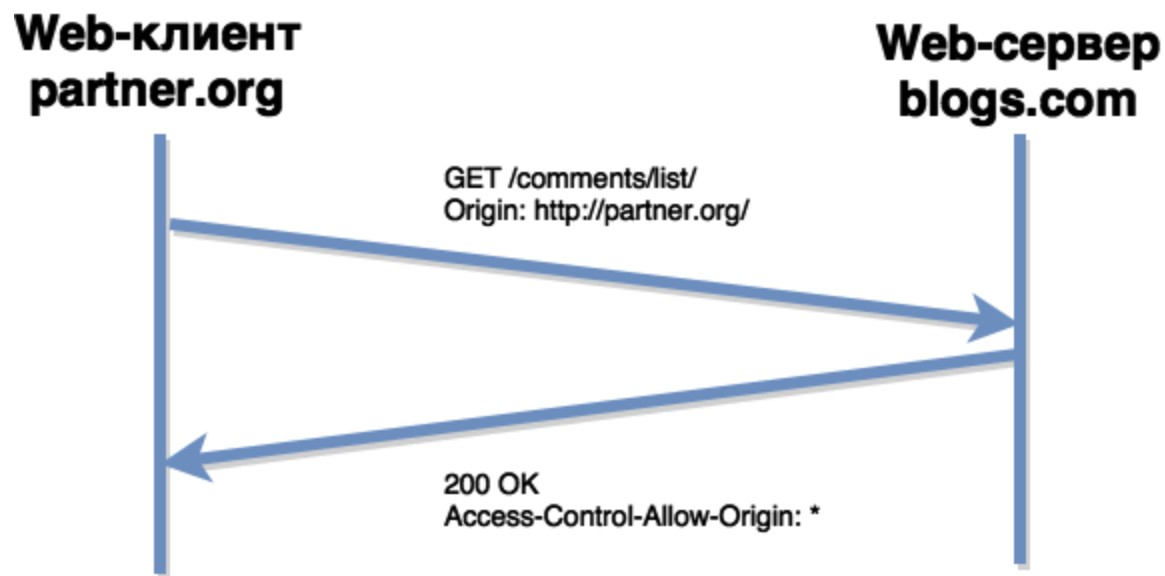 Web-клиент
partner.org
Web-сервер
blogs.com
GET /comments/list/
Origin: http://partner.org/
200 OK
Access-Control-Allow-Origin: *